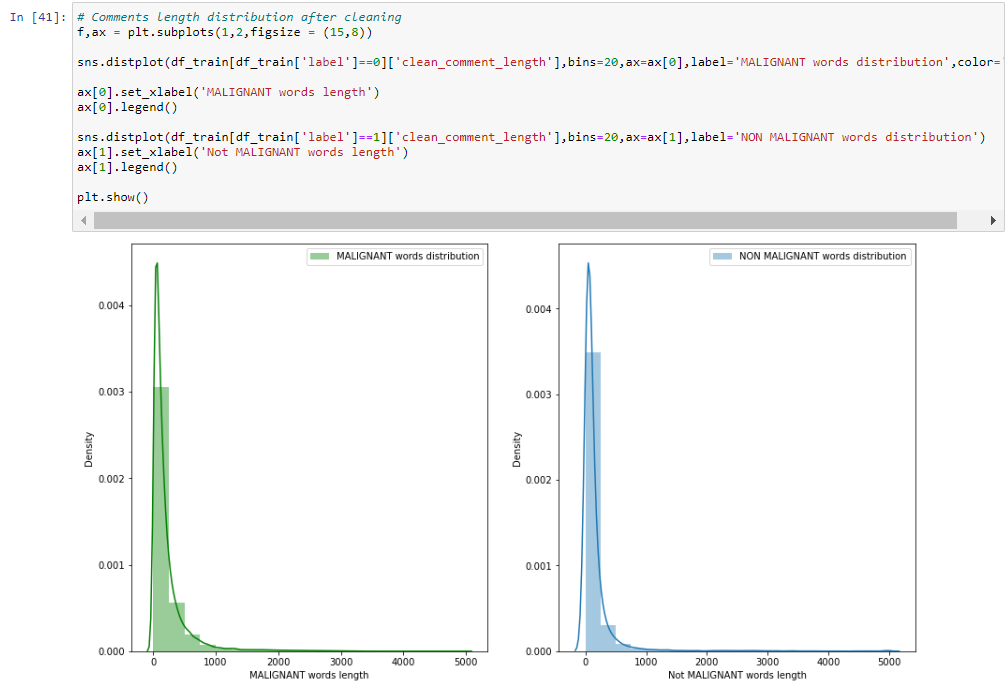 In [41]:
# Comments length distribution after cleaning
f,ax = plt.subplots(1,2,figsize = (15,8))
sns.distplot(df_train[df_train['label']==0]['clean_comment_length'],bins=20,ax=ax[0],label='MALIGNANT words distribution',color='
ax[0].set_xlabel('MALIGNANT words length')
ax[0].legend()
sns.distplot(df_train[df_train['label']==1]['clean_comment_length'],bins=20,ax=ax[1],label='NON MALIGNANT words distribution')
ax[1].set_xlabel('Not MALIGNANT words length')
ax[1].legend()
plt.show()
MALIGNANT words distribution
0.004
0.003
0.002
0.001
0.000
Density
0 1000 2000 3000 4000 5000
MALIGNANT words length
NON MALIGNANT words distribution
0.004
0.003
0.002
0.001
0.000
Density
0 1000 2000 3000 4000 5000
Not MALIGNANT words length